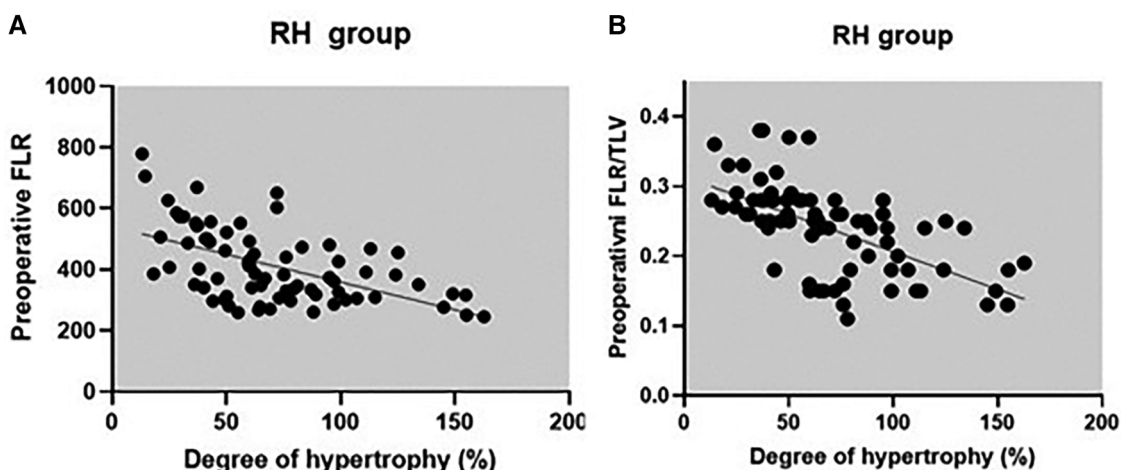 A
RH group
Preoperative FLR
1000
800
600
400
200
0
0 50 100 150 200
Degree of hypertrophy (%)
B
RH group
Preoperativni FLR/TLV
0.4
0.3
0.2
0.1
0.0
0 50 100 150 200
Degree of hypertrophy (%)